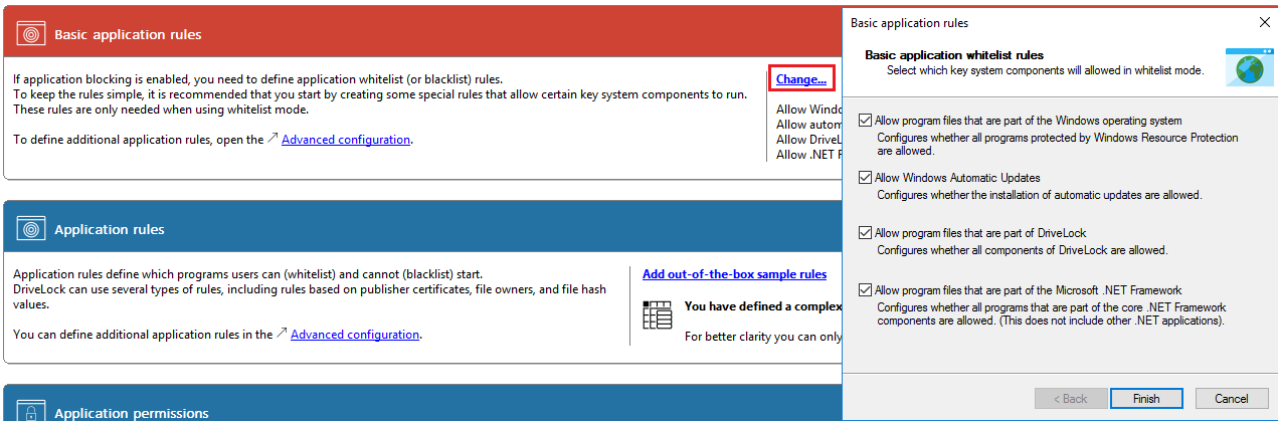 Basic application rules
If application blocking is enabled, you need to define application whitelist (or blacklist) rules.
To keep the rules simple, it is recommended that you start by creating some special rules that allow certain key system components to run.
These rules are only needed when using whitelist mode.
To define additional application rules, open the Advanced configuration.
Change...
Allow
Allow
Allow
Allow .NET
Application rules
Application rules define which programs users can (whitelist) and cannot (blacklist) start.
DriveLock can use several types of rules, including rules based on publisher certificates, file owners, and file hash
values.
You can define additional application rules in the Advanced configuration.
Add out-of-the-box sample rules
You have defined a complex
For better clarity you can only
Application permissions
Basic application rules
Basic application whitelist rules
Select which key system components will allowed in whitelist mode.
Allow program files that are part of the Windows operating system
Configures whether all programs protected by Windows Resource Protection
are allowed.
Allow Windows Automatic Updates
Configures whether the installation of automatic updates are allowed.
Allow program files that are part of DriveLock
Configures whether all components of DriveLock are allowed.
Allow program files that are part of the Microsoft .NET Framework
Configures whether all programs that are part of the core .NET Framework
components are allowed. (This does not include other .NET applications).
< Back
Finish
Cancel